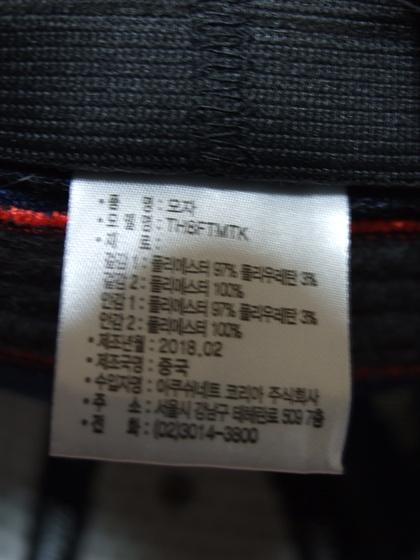 • 품 명 : 모자
• 모 델 명 : TH8FTMTK
• 치 수 :
겉감 1 : 폴리에스터 97% 폴리우레탄 3%
겉감 2 : 폴리에스터 100%
안감 1 : 폴리에스터 97% 폴리우레탄 3%
안감 2 : 폴리에스터 100%
• 제조년월 : 2018.02
• 제조국명 : 중국
• 수입자명 : 아쿠쉬네트 코리아 주식회사
• 주 소 : 서울시 강남구 테헤란로 509 7층
• 전 화 : (02)3014-3800